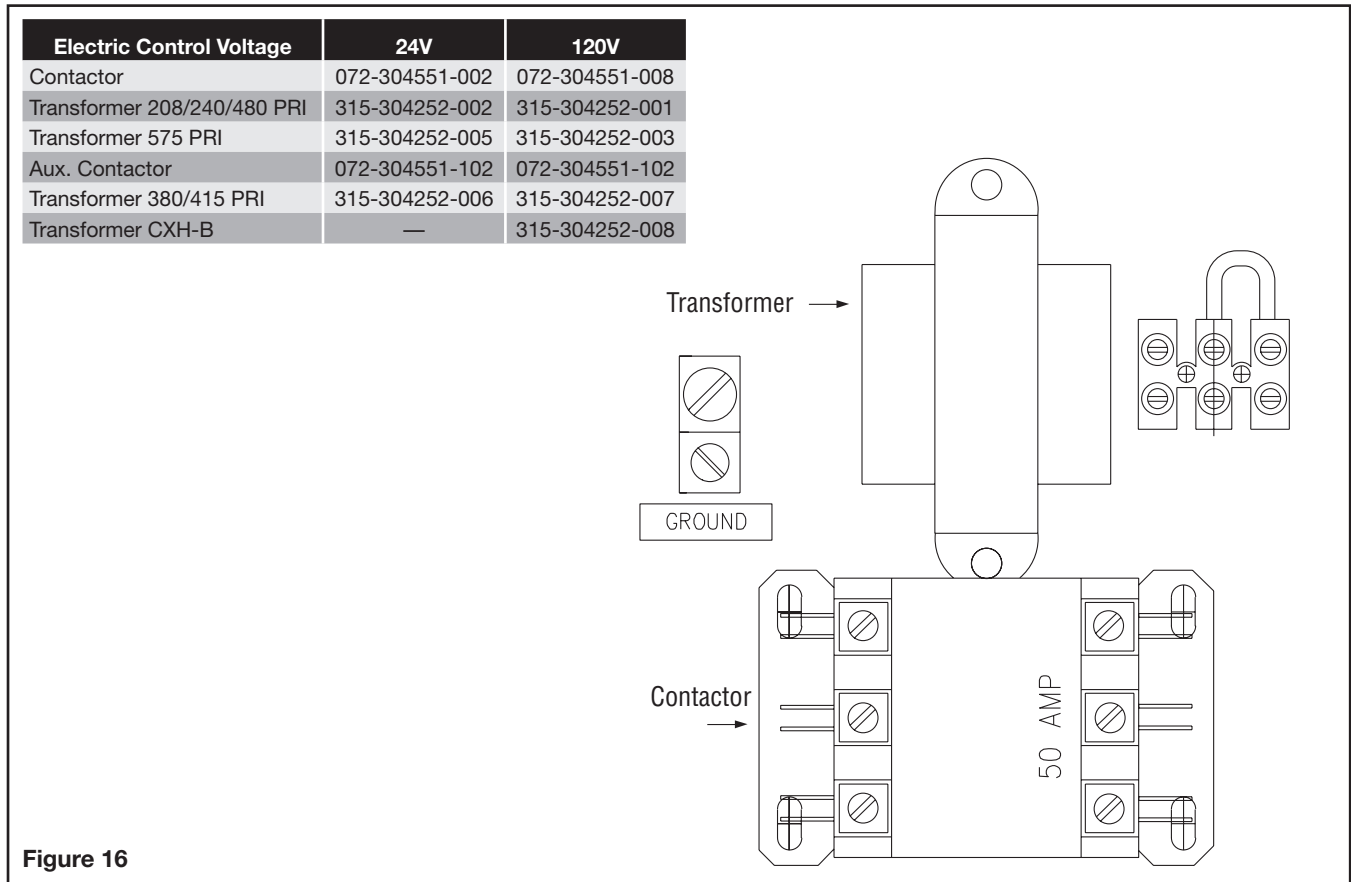 Electric Control Voltage 24V 120V
Contactor 072-304551-002 072-304551-008
Transformer 208/240/480 PRI 315-304252-002 315-304252-001
Transformer 575 PRI 315-304252-005 315-304252-003
Aux. Contactor 072-304551-102 072-304551-102
Transformer 380/415 PRI 315-304252-006 315-304252-007
Transformer CXH-B — 315-304252-008
Transformer
GROUND
Contactor
50 AMP
Figure 16